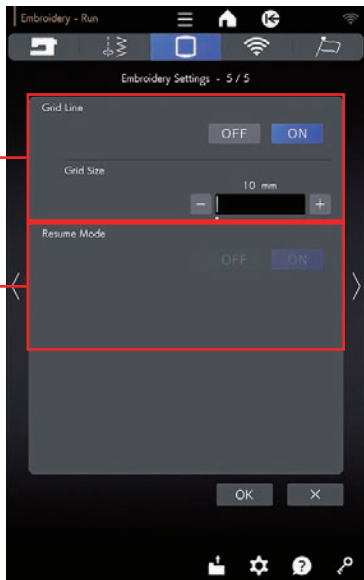 Embroidery - Run
Embroidery Settings - 5 / 5
Grid Line
OFF ON
Grid Size
10 mm
− +
Resume Mode
OFF ON
OK ×